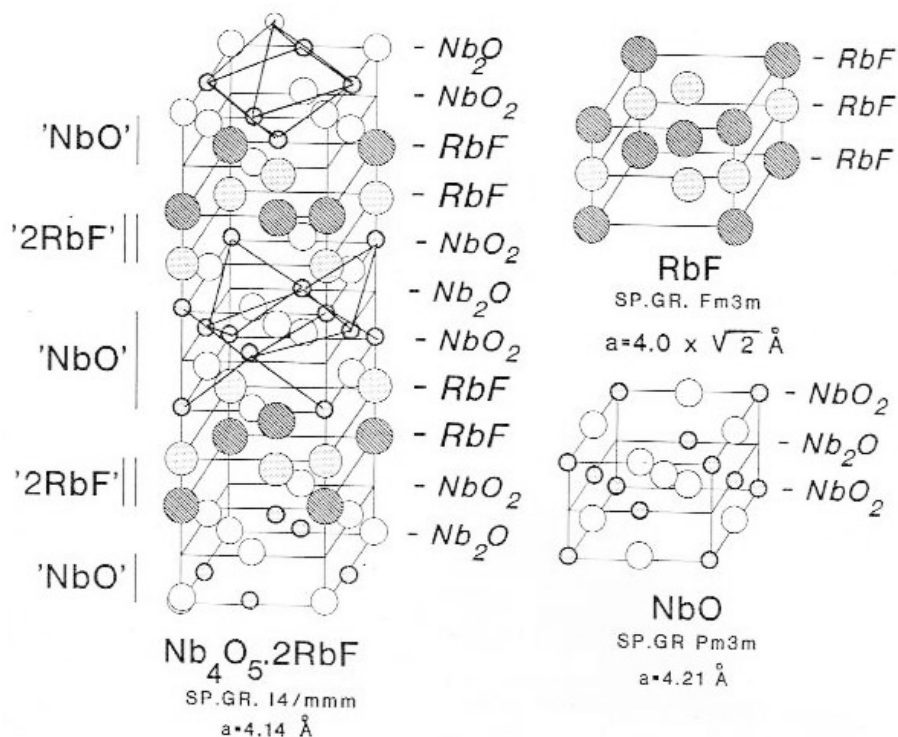 - Nb2O
- NbO2
'NbO'
- RbF
RbF
'2RbF'
- NbO2
- Nb2O
'NbO'
- NbO2
- RbF
- RbF
'2RbF'
- NbO2
- Nb2O
'NbO'
Nb4O5.2RbF
SP.GR. I4/mmm
a=4.14 Å
- RbF
- RbF
- RbF
RbF
SP.GR. Fm3m
a=4.0 x √2 Å
- NbO2
- Nb2O
- NbO2
NbO
SP.GR Pm3m
a=4.21 Å